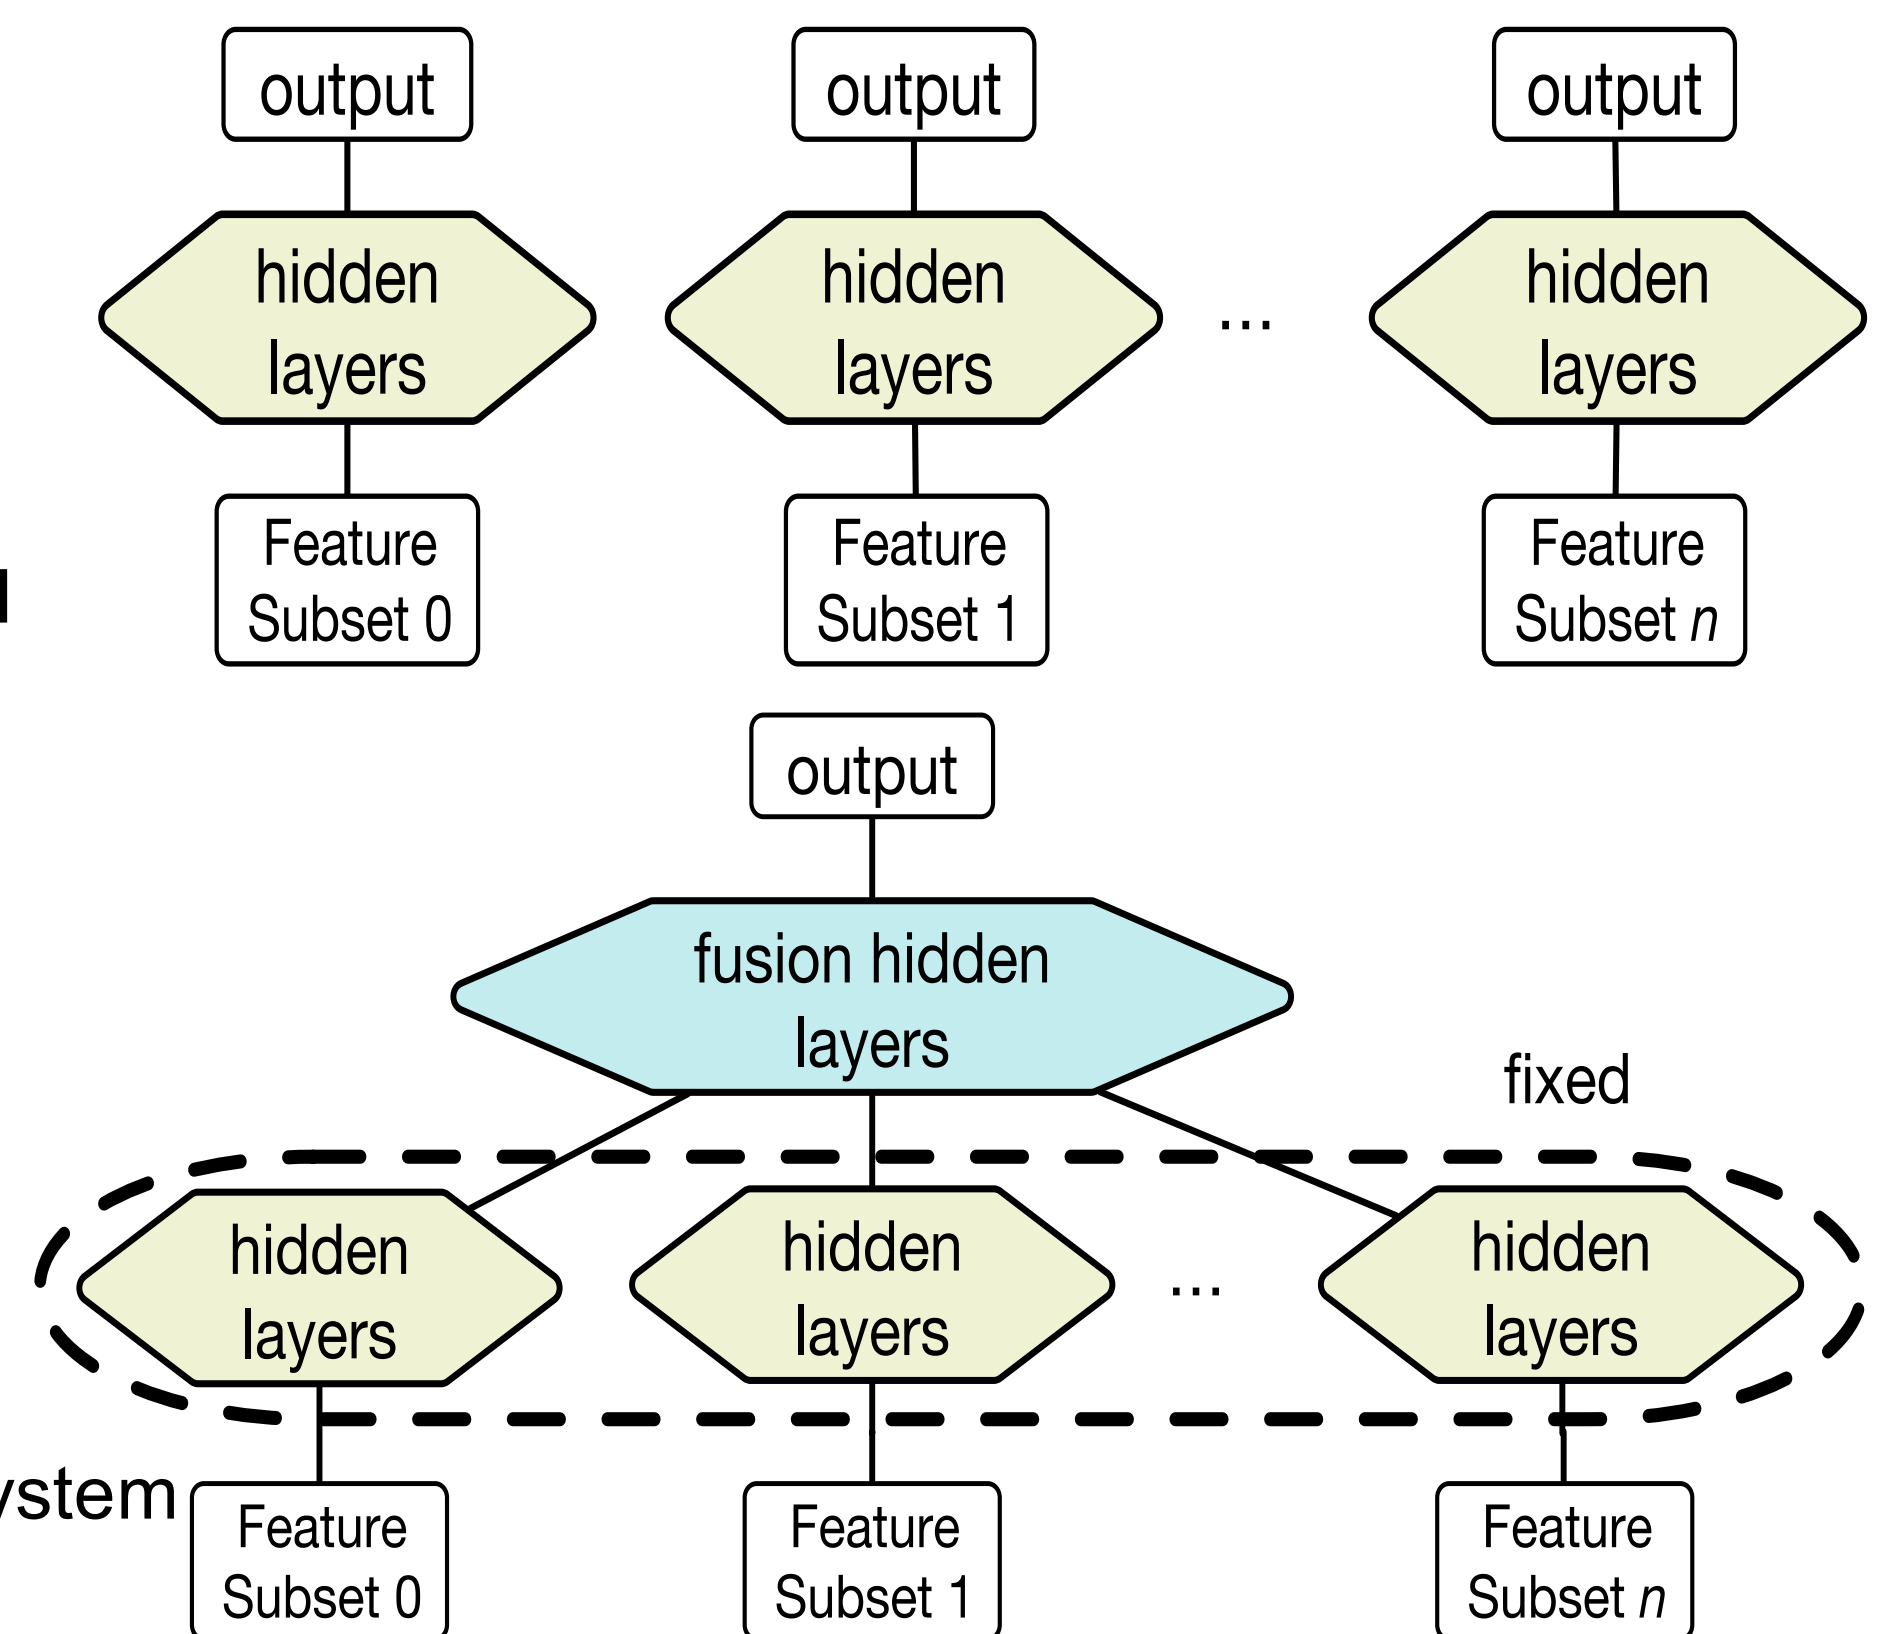 output output output
hidden hidden hidden
layers layers ... layers
Feature Feature Feature
Subset 0 Subset 1 Subset n
output
fusion hidden
layers
fixed
hidden hidden hidden
layers layers ... layers
ystem
Feature Feature Feature
Subset 0 Subset 1 Subset n